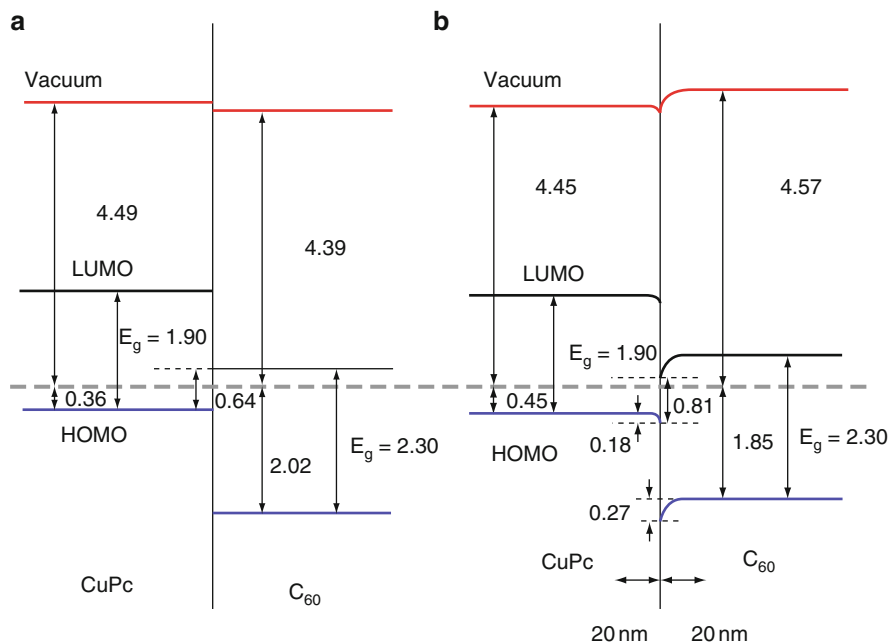 a
Vacuum
4.49
4.39
LUMO
E_g = 1.90
0.36
0.64
HOMO
2.02
E_g = 2.30
CuPc
C_60
b
Vacuum
4.45
4.57
LUMO
E_g = 1.90
0.45
0.81
HOMO
0.18
1.85
E_g = 2.30
0.27
CuPc
C_60
20 nm
20 nm